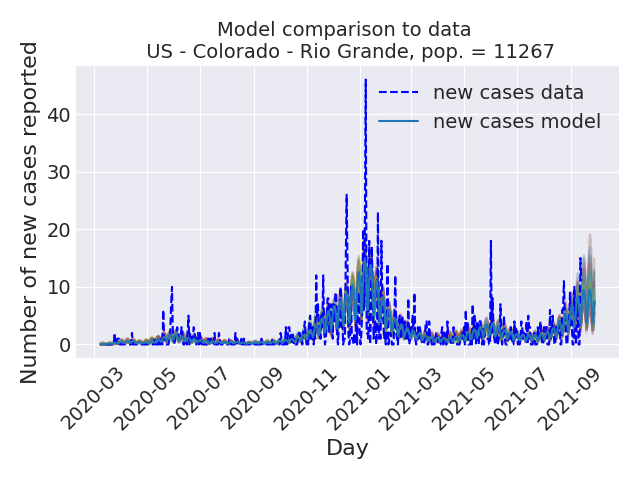 Model comparison to data
US - Colorado - Rio Grande, pop. = 11267
Number of new cases reported
40
30
20
10
0
new cases data
new cases model
2020-03
2020-05
2020-07
2020-09
2020-11
2021-01
2021-03
2021-05
2021-07
2021-09
Day